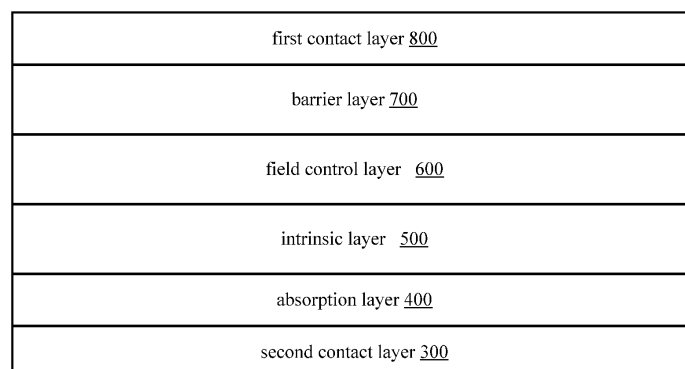 first contact layer 800
barrier layer 700
field control layer 600
intrinsic layer 500
absorption layer 400
second contact layer 300